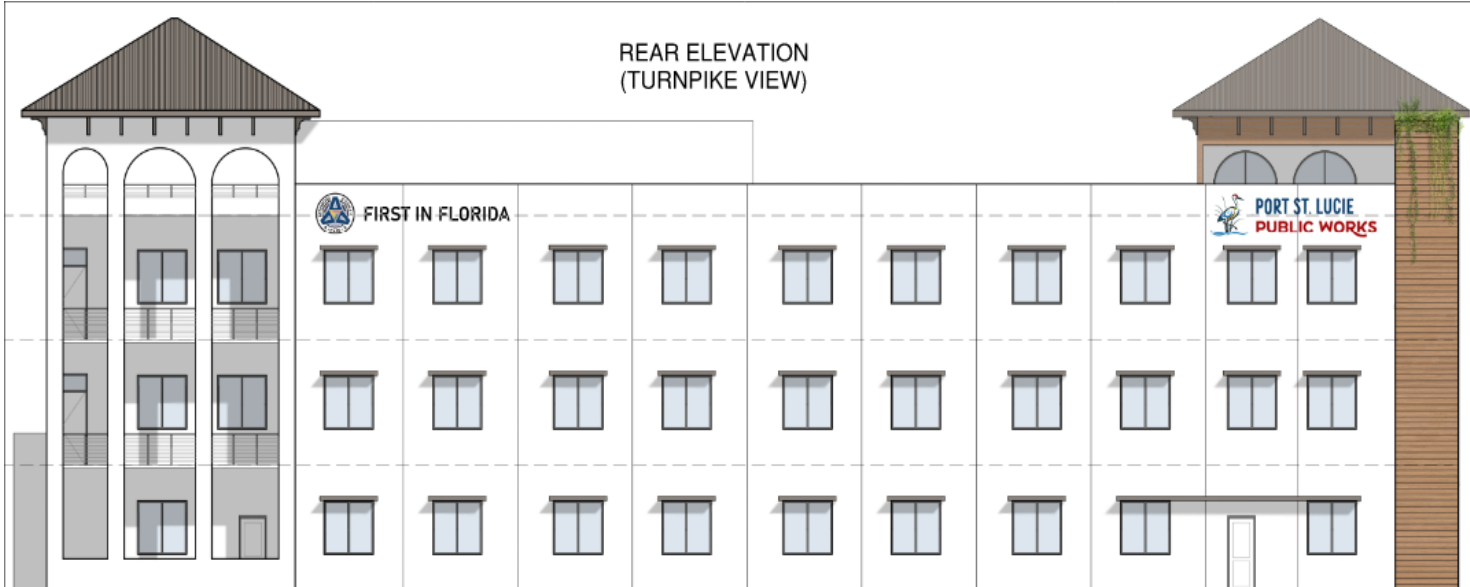 REAR ELEVATION
(TURNPIKE VIEW)
FIRST IN FLORIDA
PORT ST. LUCIE
PUBLIC WORKS